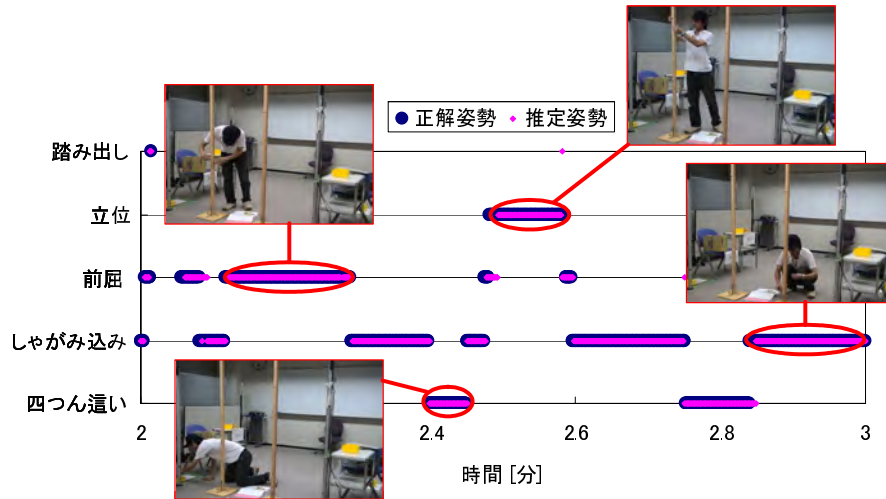 正解姿勢 推定姿勢
踏み出し
立位
前屈
しゃがみ込み
四つん這い
2 2.4 2.6 2.8 3
時間 [分]